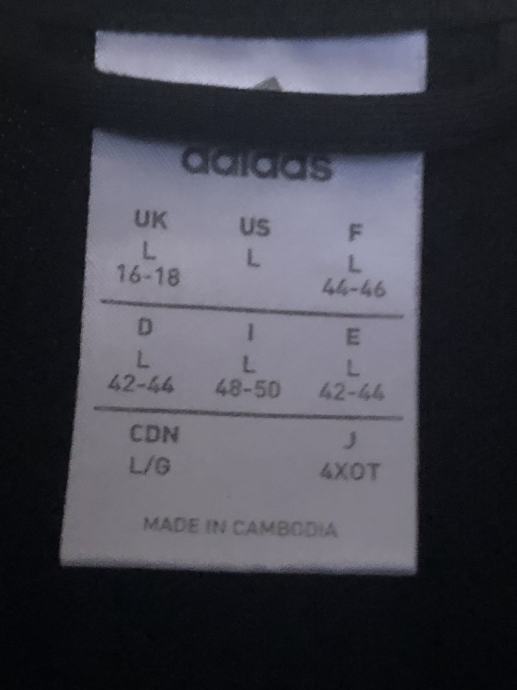 adidas
UK US F
L L L
16-18 44-46
D I E
L L L
42-44 48-50 42-44
CDN J
L/G 4XOT
MADE IN CAMBODIA